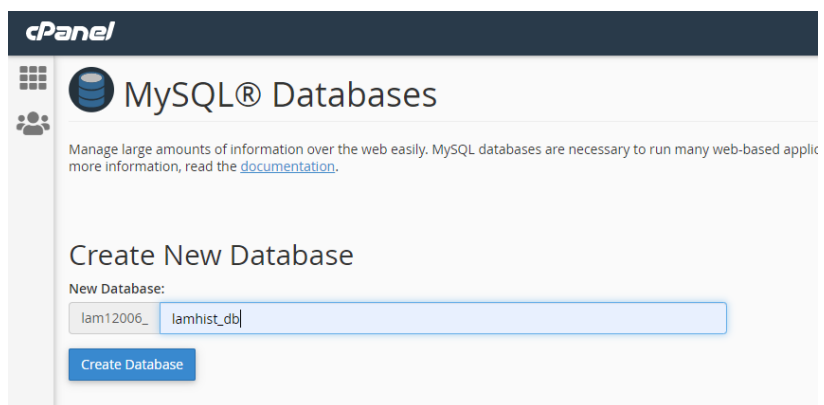 cPanel
MySQL® Databases
Manage large amounts of information over the web easily. MySQL databases are necessary to run many web-based
more information, read the documentation.
Create New Database
New Database:
lam12006_ lamhist_db
Create Database